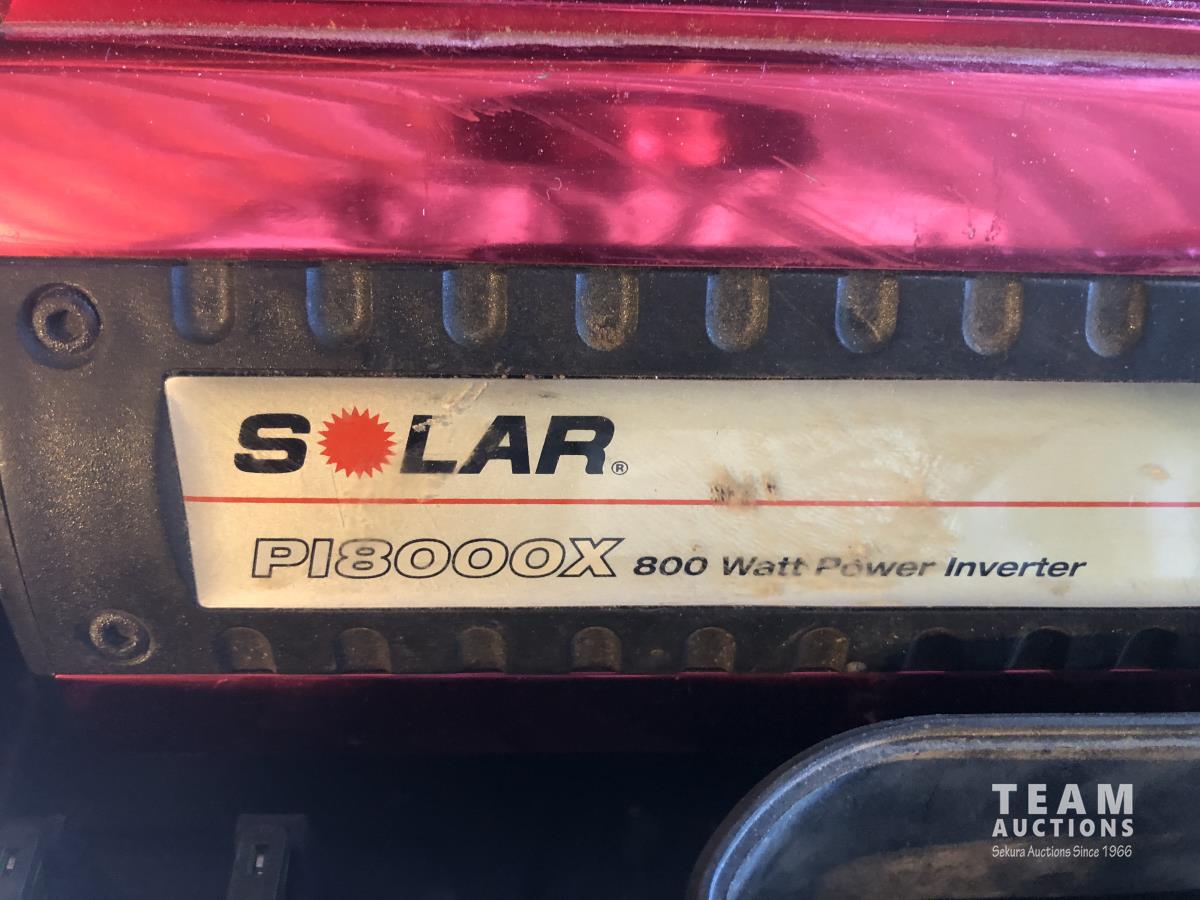 SOLAR®
PI8000X 800 Watt Power Inverter
TEAM
AUCTIONS
Sekura Auctions Since 1966